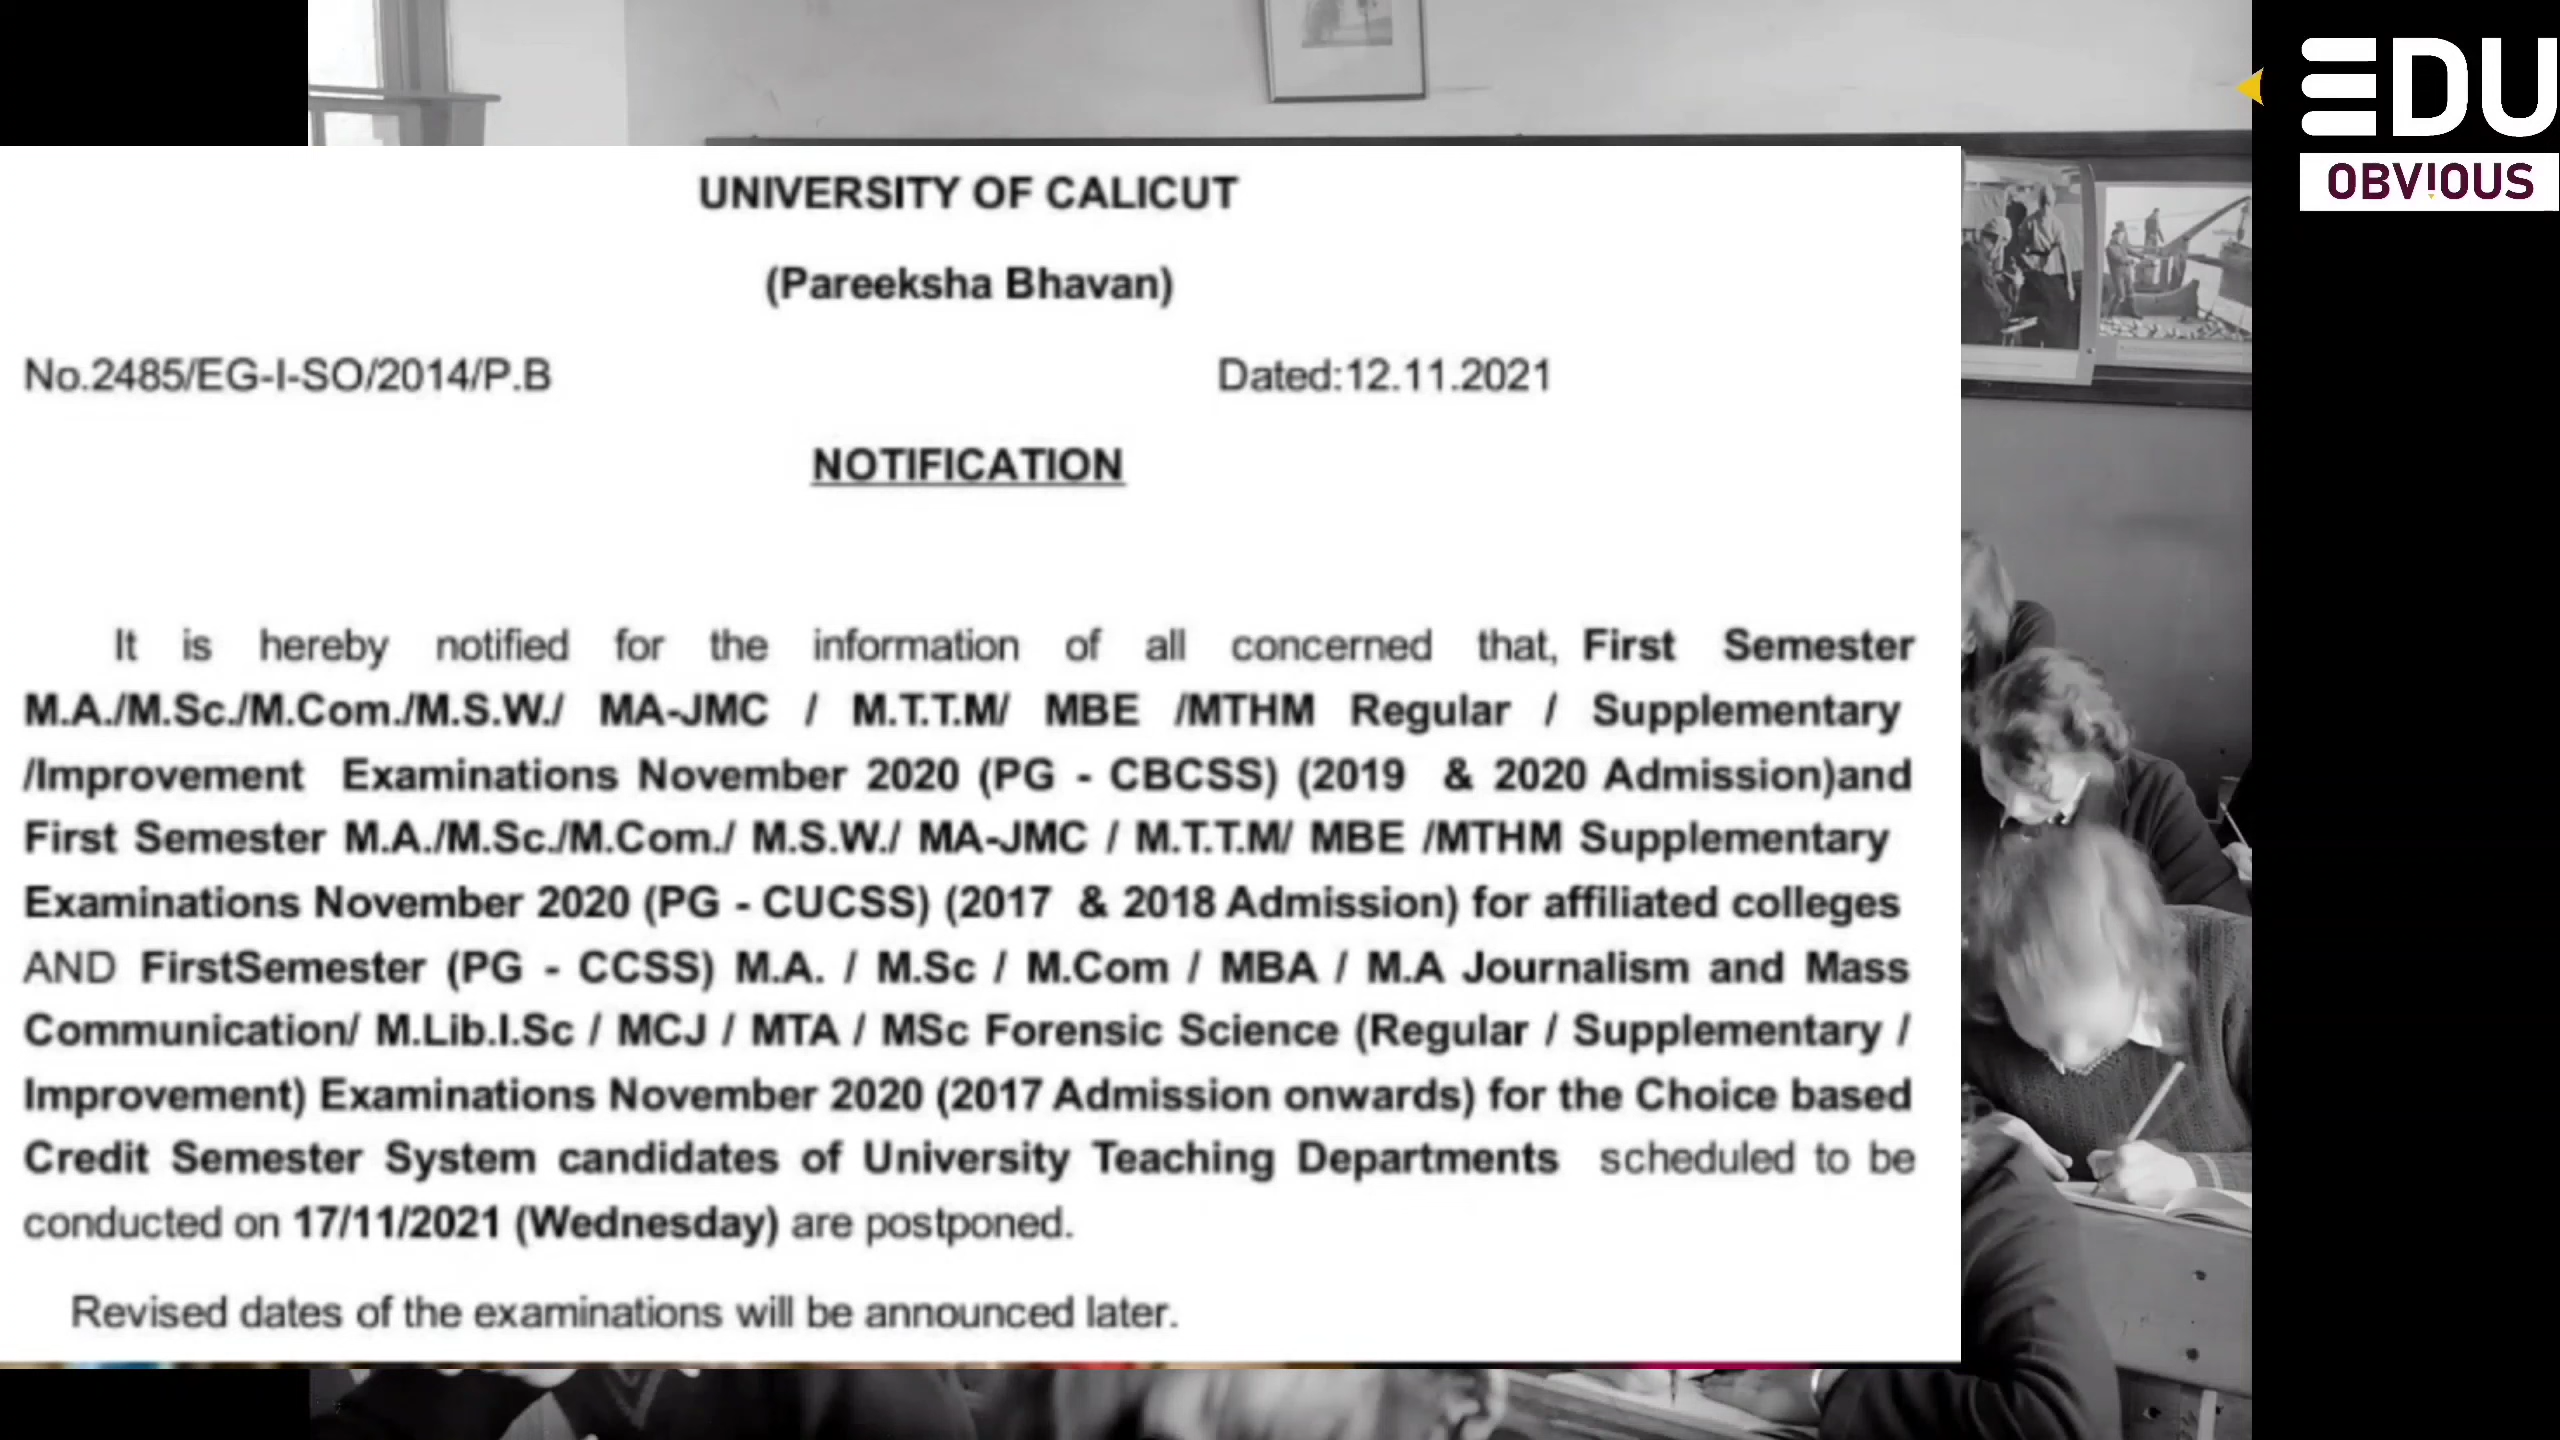 EDU
OBVIOUS
UNIVERSITY OF CALICUT
(Pareeksha Bhavan)
No.2485/EG-I-SO/2014/P.B Dated:12.11.2021
NOTIFICATION
It is hereby notified for the information of all concerned that, First Semester
M.A./M.Sc./M.Com./M.S.W./ MA-JMC / M.T.T.M/ MBE /MTHM Regular / Supplementary
/Improvement Examinations November 2020 (PG - CBCSS) (2019 & 2020 Admission)and
First Semester M.A./M.Sc./M.Com./ M.S.W./ MA-JMC / M.T.T.M/ MBE /MTHM Supplementary
Examinations November 2020 (PG - CUCSS) (2017 & 2018 Admission) for affiliated colleges
AND FirstSemester (PG - CCSS) M.A. / M.Sc / M.Com / MBA / M.A Journalism and Mass
Communication/ M.Lib.I.Sc / MCJ / MTA / MSc Forensic Science (Regular / Supplementary /
Improvement) Examinations November 2020 (2017 Admission onwards) for the Choice based
Credit Semester System candidates of University Teaching Departments scheduled to be
conducted on 17/11/2021 (Wednesday) are postponed.
Revised dates of the examinations will be announced later.